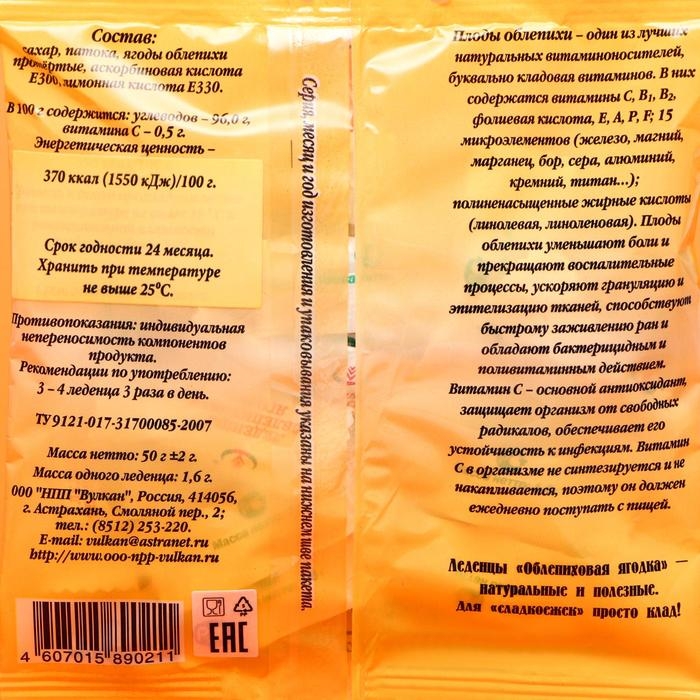 Состав:
сахар, патока, ягоды облепихи
протёртые, аскорбиновая кислота
Е300, лимонная кислота Е330.
В 100 г содержится: углеводов – 96,0 г,
витамина С – 0,5 г.
Энергетическая ценность –
370 ккал (1550 кДж)/100 г.
Срок годности 24 месяца.
Хранить при температуре
не выше 25⁰С.
Противопоказания: индивидуальная
непереносимость компонентов
продукта.
Рекомендации по употреблению:
3 – 4 леденца 3 раза в день.
ТУ 9121-017-31700085-2007
Масса нетто: 50 г ±2 г.
Масса одного леденца: 1,6 г.
ООО "НПП "Вулкан", Россия, 414056,
г. Астрахань, Смоляной пер., 2;
тел.: (8512) 253-220.
E-mail: vulkan@astranet.ru
http://www.ooo-npp-vulkan.ru
4 607015 890211
EAC
Серия, месяц и год изготовления и упаковывания указаны на нижнем шве пакета.
Плоды облепихи – один из лучших
натуральных витаминоносителей,
буквально кладовая витаминов. В них
содержатся витамины С, В₁, В₂,
фолиевая кислота, Е, А, Р, F; 15
микроэлементов (железо, магний,
марганец, бор, сера, алюминий,
кремний, титан...);
полиненасыщенные жирные кислоты
(линолевая, линоленовая). Плоды
облепихи уменьшают боли и
прекращают воспалительные
процессы, ускоряют грануляцию и
эпителизацию тканей, способствуют
быстрому заживлению ран и
обладают бактерицидным и
поливитаминным действием.
Витамин С – основной антиоксидант,
защищает организм от свободных
радикалов, обеспечивает его
устойчивость к инфекциям. Витамин
С в организме не синтезируется и не
накапливается, поэтому он должен
ежедневно поступать с пищей.
Леденцы «Облепиховая ягодка» –
натуральные и полезные.
Для «сладкоежек» просто клад!